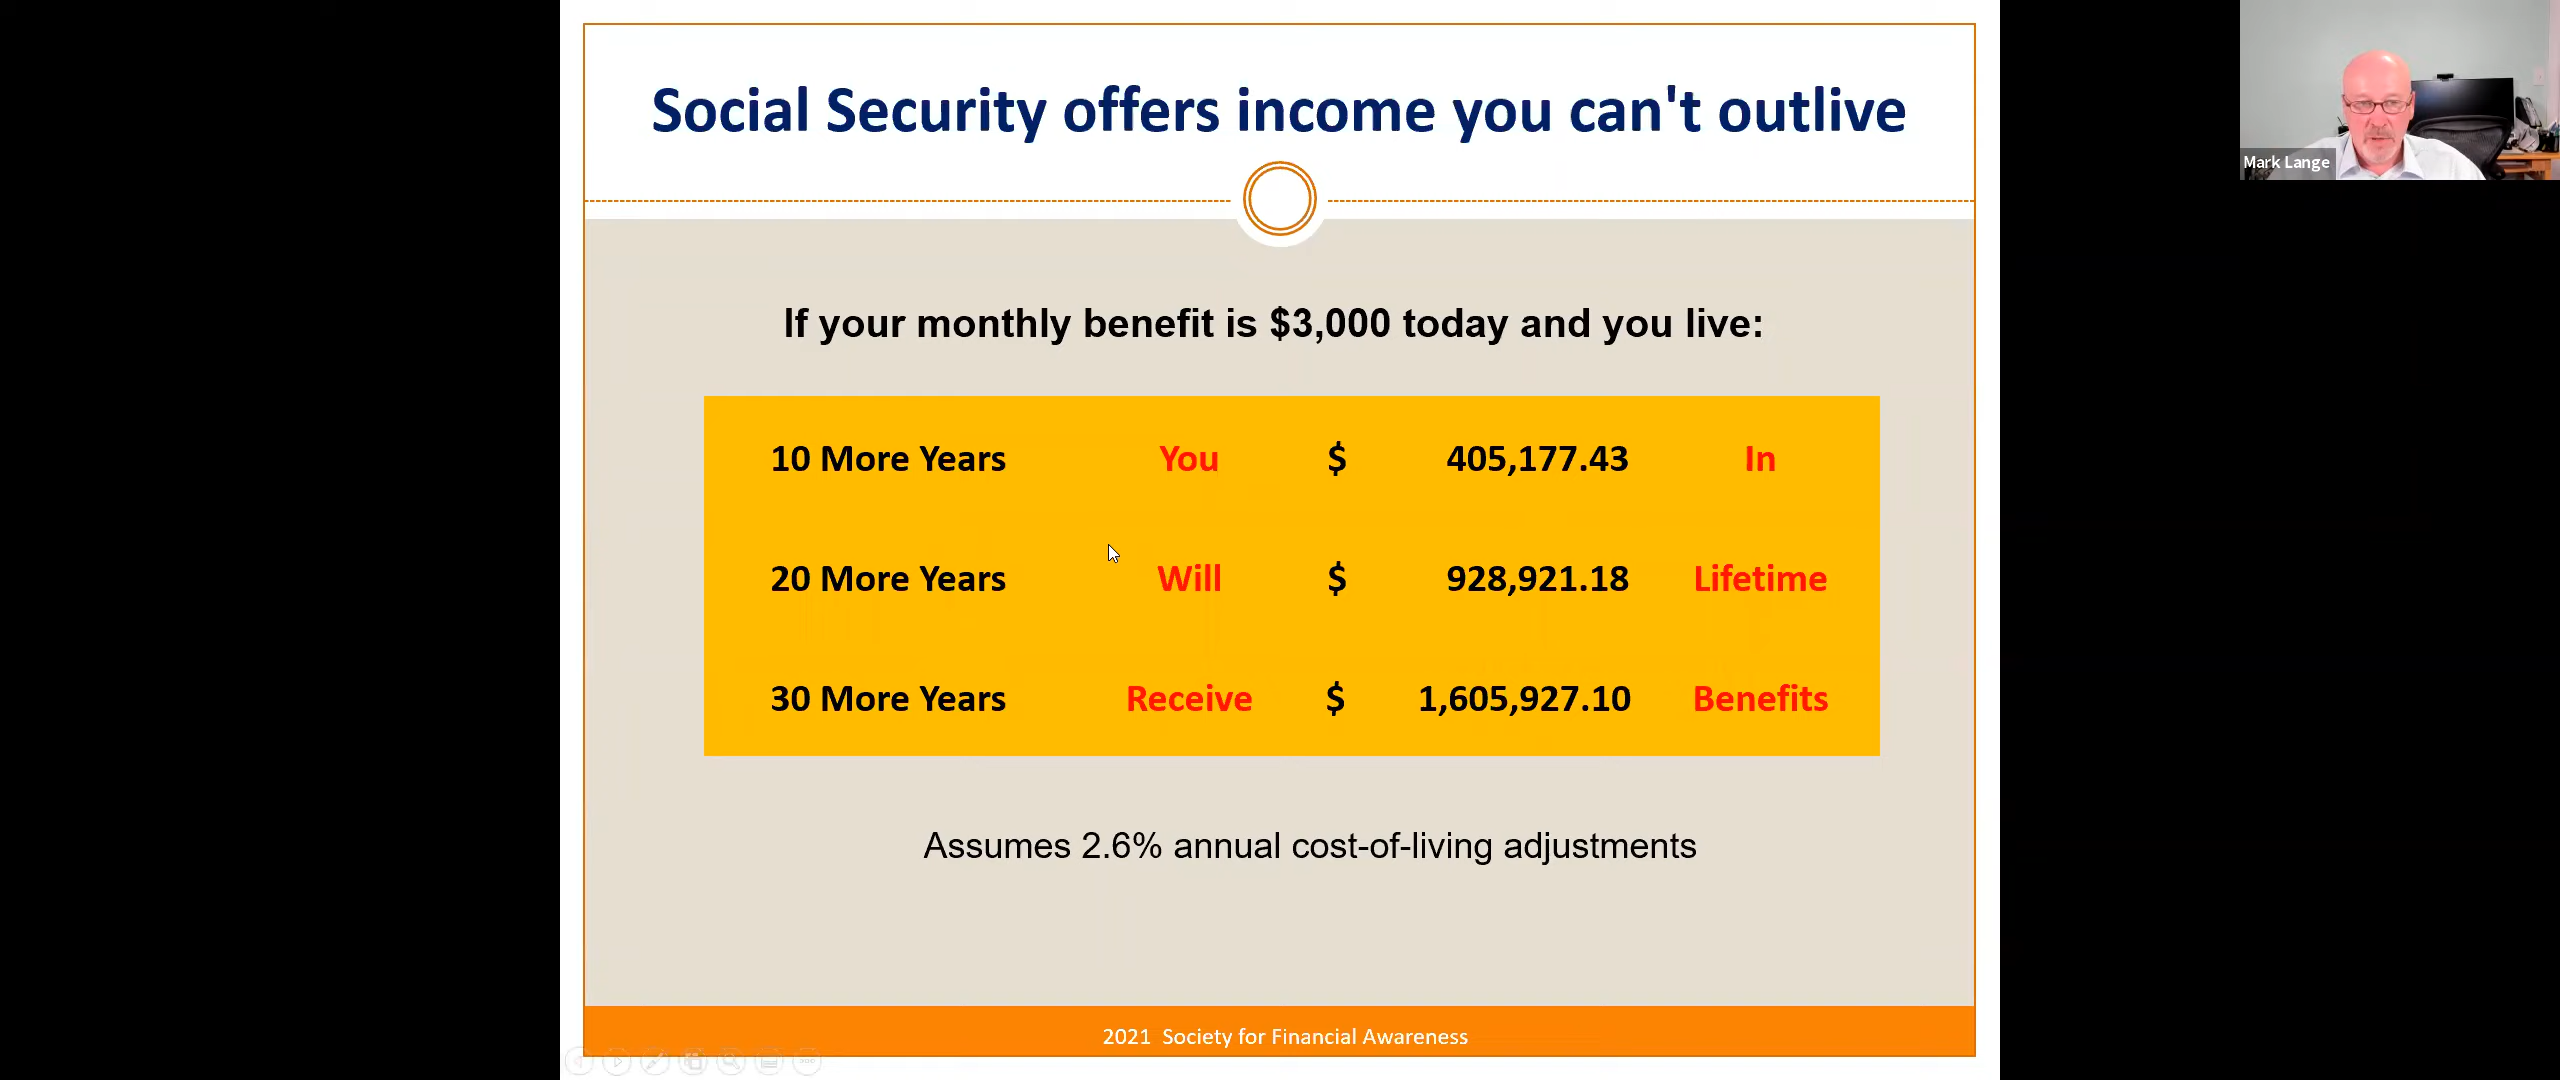 Social Security offers income you can't outlive
Mark Lange
If your monthly benefit is $3,000 today and you live:
10 More Years You $ 405,177.43 In
20 More Years Will $ 928,921.18 Lifetime
30 More Years Receive $ 1,605,927.10 Benefits
Assumes 2.6% annual cost-of-living adjustments
2021 Society for Financial Awareness